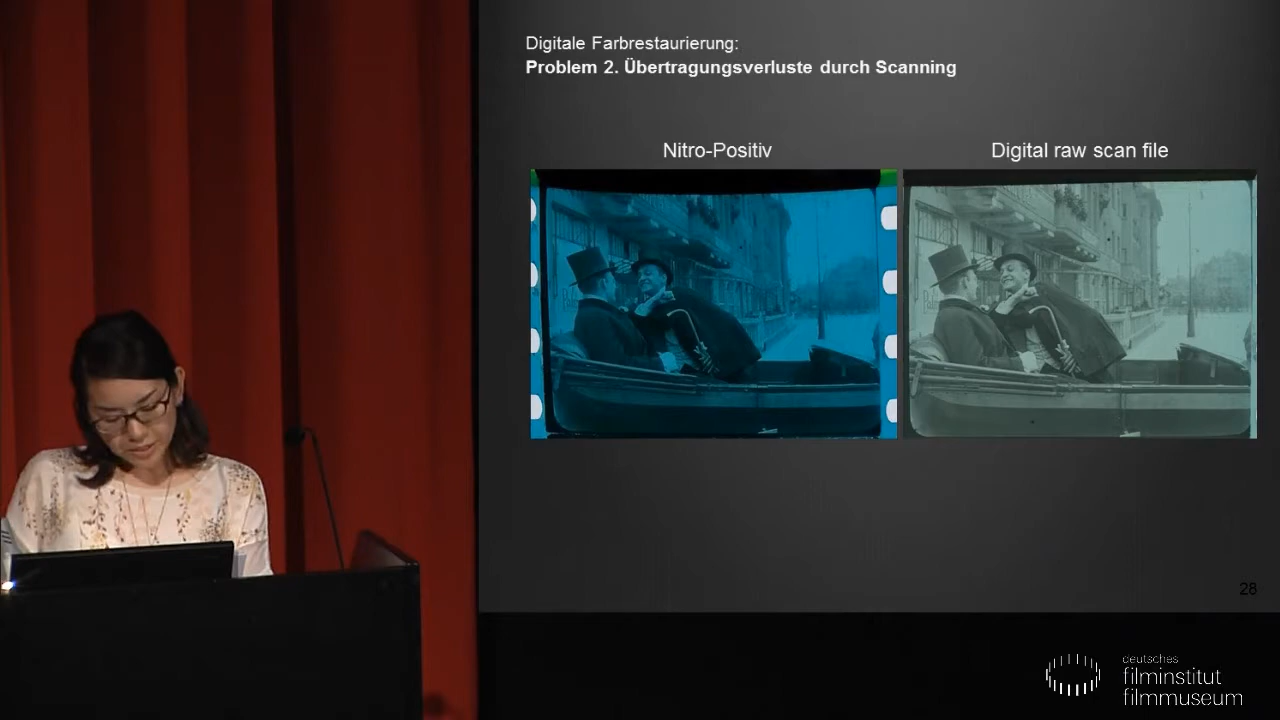 Digitale Farbrestaurierung:
Problem 2. Übertragungsverluste durch Scanning
Nitro-Positiv
Digital raw scan file
28
deutsches
filminstitut
filmmuseum